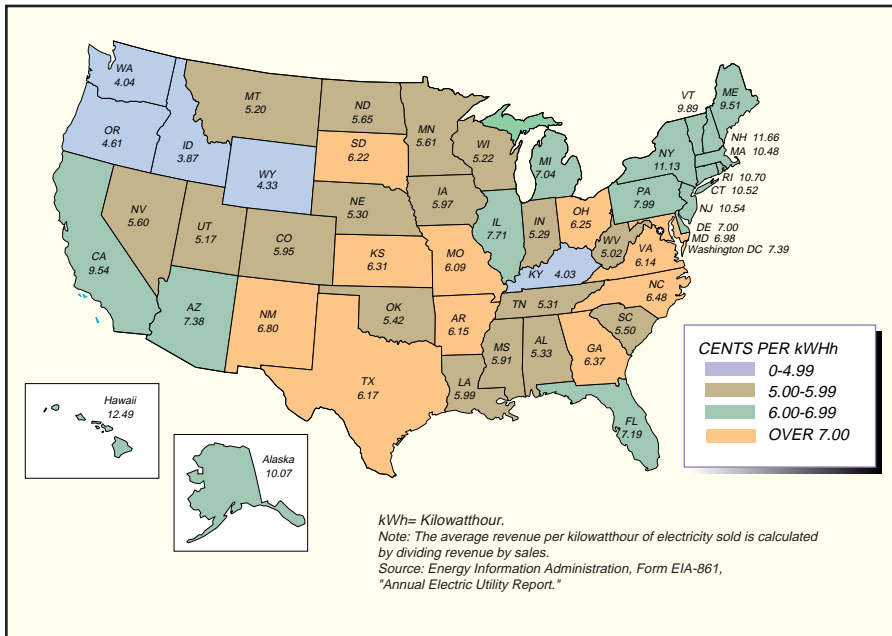 WA
4.04
MT
5.20
ND
5.65
MN
5.61
VT
9.89
ME
9.51
OR
4.61
ID
3.87
WY
4.33
SD
6.22
WI
5.22
MI
7.04
NY
11.13
NH 11.66
MA 10.48
RI 10.70
CT 10.52
NJ 10.54
DE 7.00
MD 6.98
Washington DC 7.39
PA
7.99
NV
5.60
UT
5.17
CO
5.95
NE
5.30
IA
5.97
IL
7.71
IN
5.29
OH
6.25
WV
5.02
VA
6.14
CA
9.54
KS
6.31
MO
6.09
KY 4.03
NC
6.48
TN 5.31
AZ
7.38
NM
6.80
OK
5.42
AR
6.15
SC
5.50
MS
5.91
AL
5.33
GA
6.37
TX
6.17
LA
5.99
FL
7.19
Hawaii
12.49
Alaska
10.07
CENTS PER kWHh
0-4.99
5.00-5.99
6.00-6.99
OVER 7.00
kWh= Kilowatthour.
Note: The average revenue per kilowatthour of electricity sold is calculated
by dividing revenue by sales.
Source: Energy Information Administration, Form EIA-861,
"Annual Electric Utility Report."